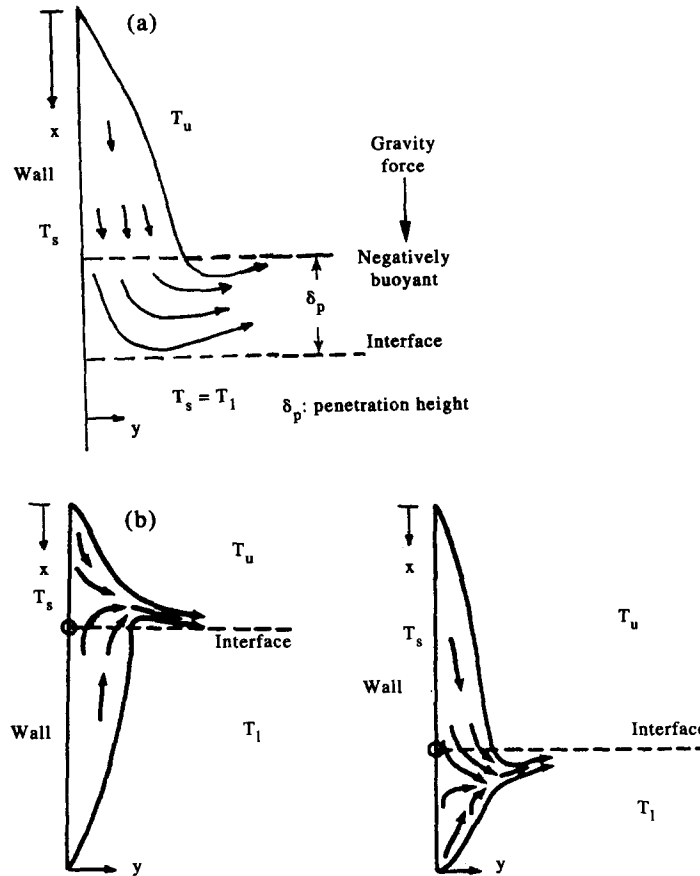 (a)
x
T_u
Wall
T_s
Gravity
force
Negatively
buoyant
δ_p
Interface
T_s = T_l
δ_p: penetration height
y
(b)
x
T_s
T_u
Interface
Wall
T_l
y
x
T_s
T_u
Wall
Interface
T_l
y